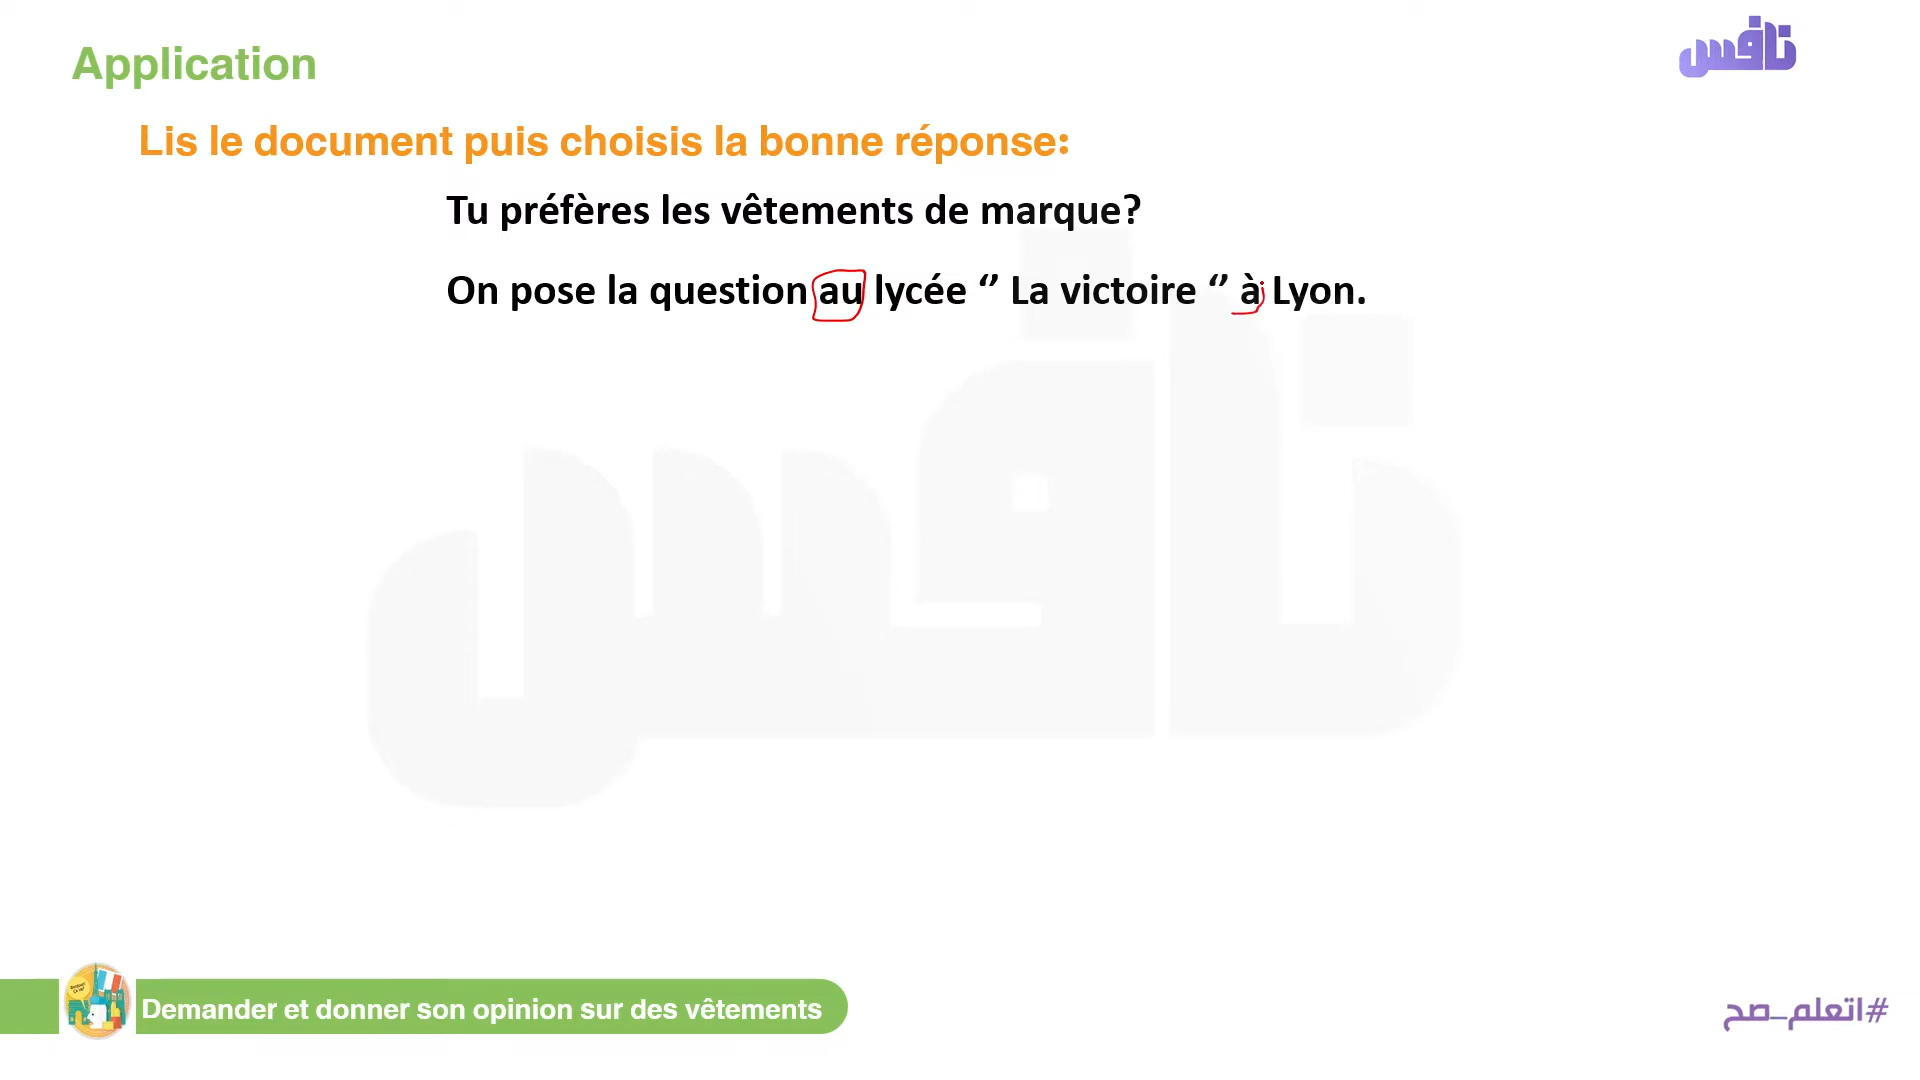 Application
نافس
Lis le document puis choisis la bonne réponse:
Tu préfères les vêtements de marque?
On pose la question au lycée ‘’ La victoire ‘’ à Lyon.
نافس
Demander et donner son opinion sur des vêtements
#اتعلم_صح